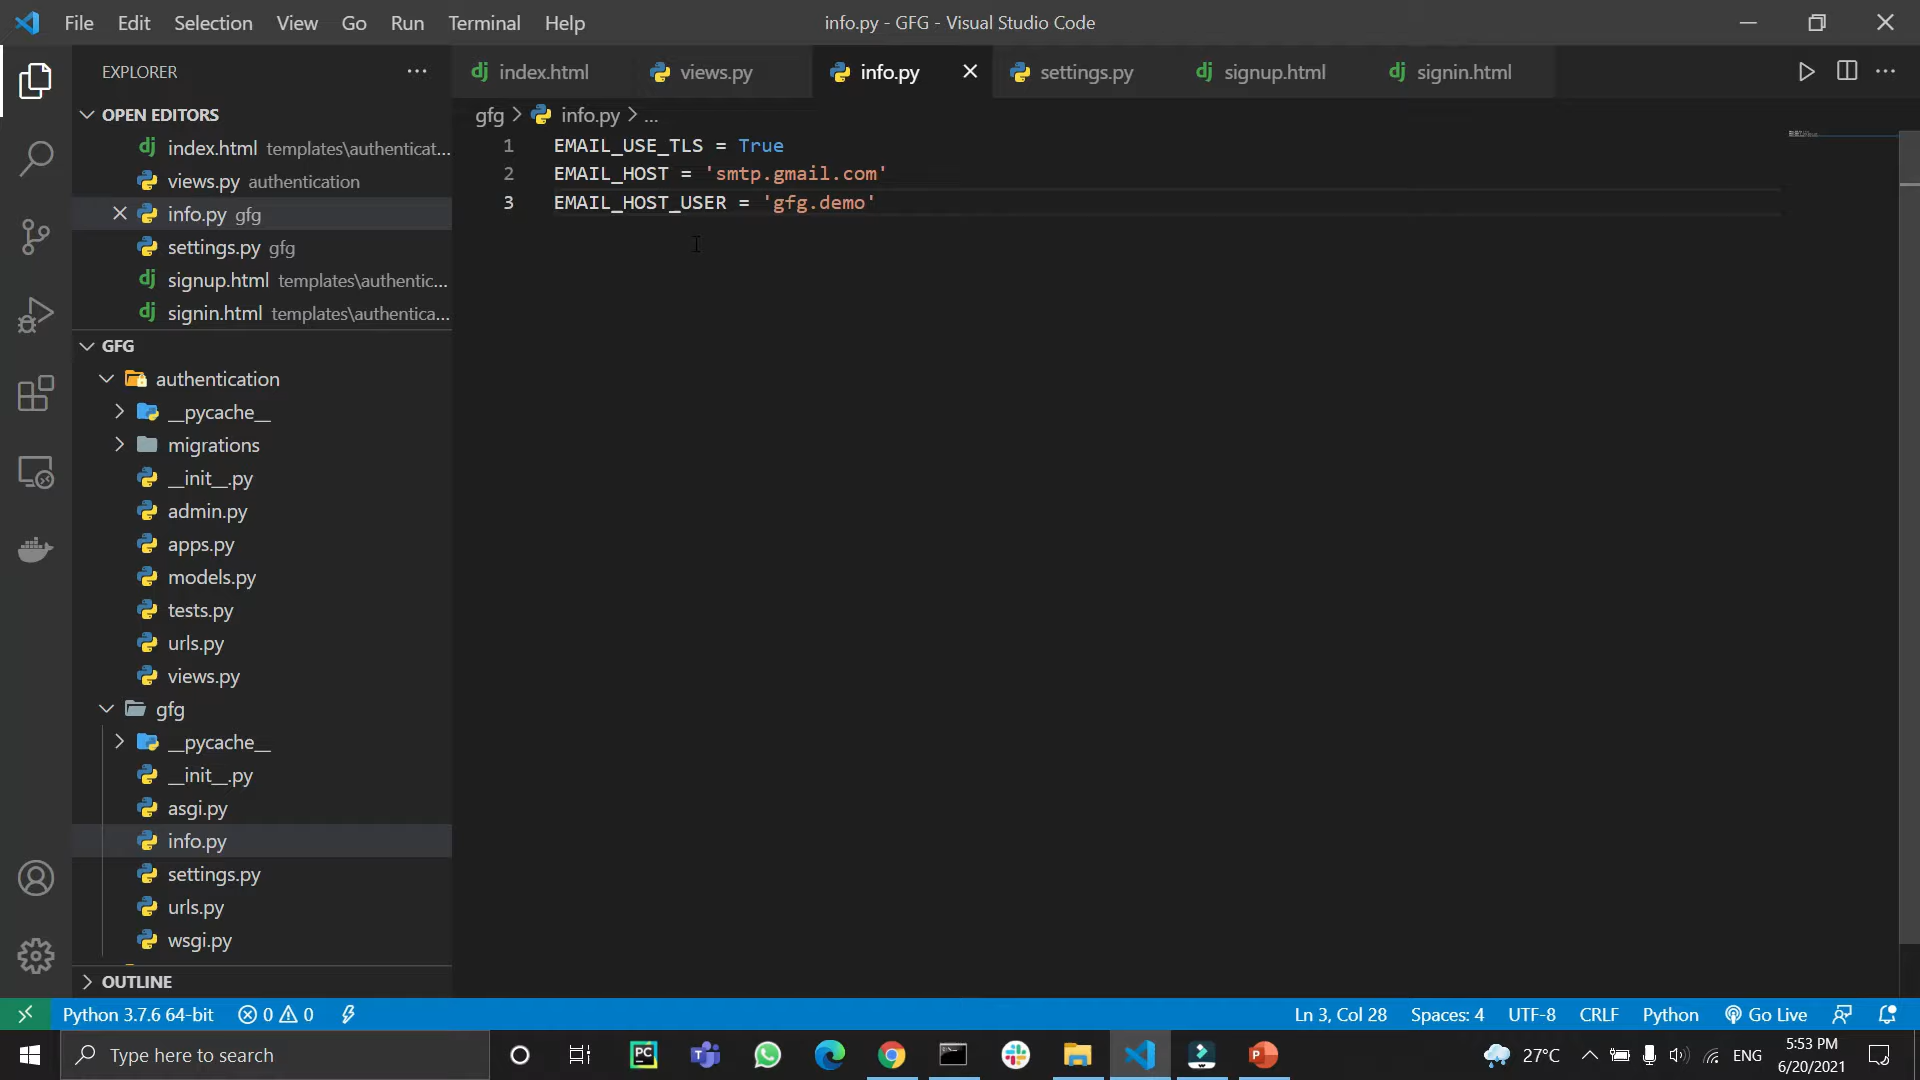 File Edit Selection View Go Run Terminal Help
info.py - GFG - Visual Studio Code
EXPLORER
index.html
views.py
info.py
settings.py
signup.html
signin.html
OPEN EDITORS
index.html templates\authenticat...
views.py authentication
info.py gfg
settings.py gfg
signup.html templates\authentic...
signin.html templates\authentica...
gfg > info.py > ...
1 EMAIL_USE_TLS = True
2 EMAIL_HOST = 'smtp.gmail.com'
3 EMAIL_HOST_USER = 'gfg.demo'
GFG
authentication
__pycache__
migrations
__init__.py
admin.py
apps.py
models.py
tests.py
urls.py
views.py
gfg
__pycache__
__init__.py
asgi.py
info.py
settings.py
urls.py
wsgi.py
OUTLINE
Python 3.7.6 64-bit 0 0
Ln 3, Col 28 Spaces: 4 UTF-8 CRLF Python Go Live
Type here to search
27°C ENG
5:53 PM
6/20/2021